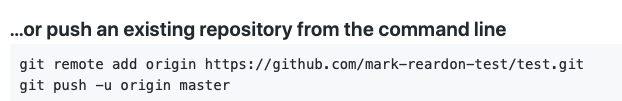 ...or push an existing repository from the command line
git remote add origin https://github.com/mark-reardon-test/test.git
git push -u origin master